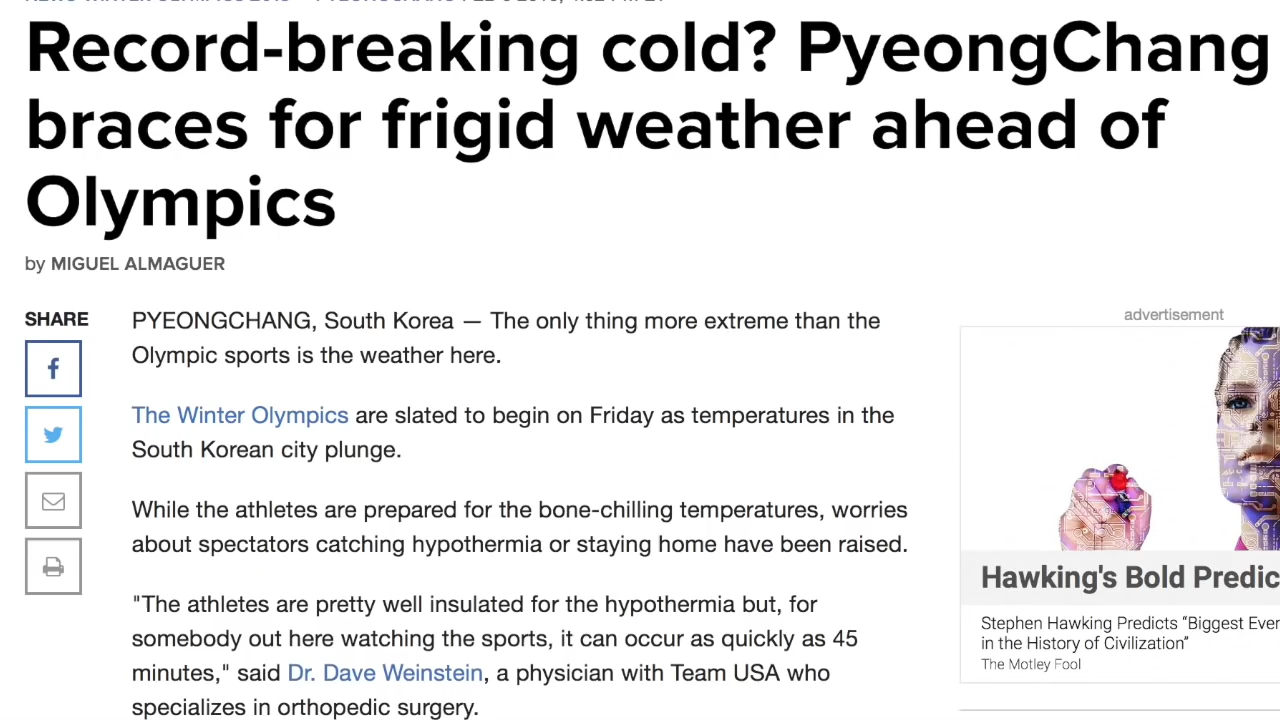 Record-breaking cold? PyeongChang
braces for frigid weather ahead of
Olympics
by MIGUEL ALMAGUER
SHARE
PYEONGCHANG, South Korea — The only thing more extreme than the
Olympic sports is the weather here.
The Winter Olympics are slated to begin on Friday as temperatures in the
South Korean city plunge.
While the athletes are prepared for the bone-chilling temperatures, worries
about spectators catching hypothermia or staying home have been raised.
"The athletes are pretty well insulated for the hypothermia but, for
somebody out here watching the sports, it can occur as quickly as 45
minutes," said Dr. Dave Weinstein, a physician with Team USA who
specializes in orthopedic surgery.
advertisement
Hawking's Bold Predic
Stephen Hawking Predicts “Biggest Ever
in the History of Civilization”
The Motley Fool